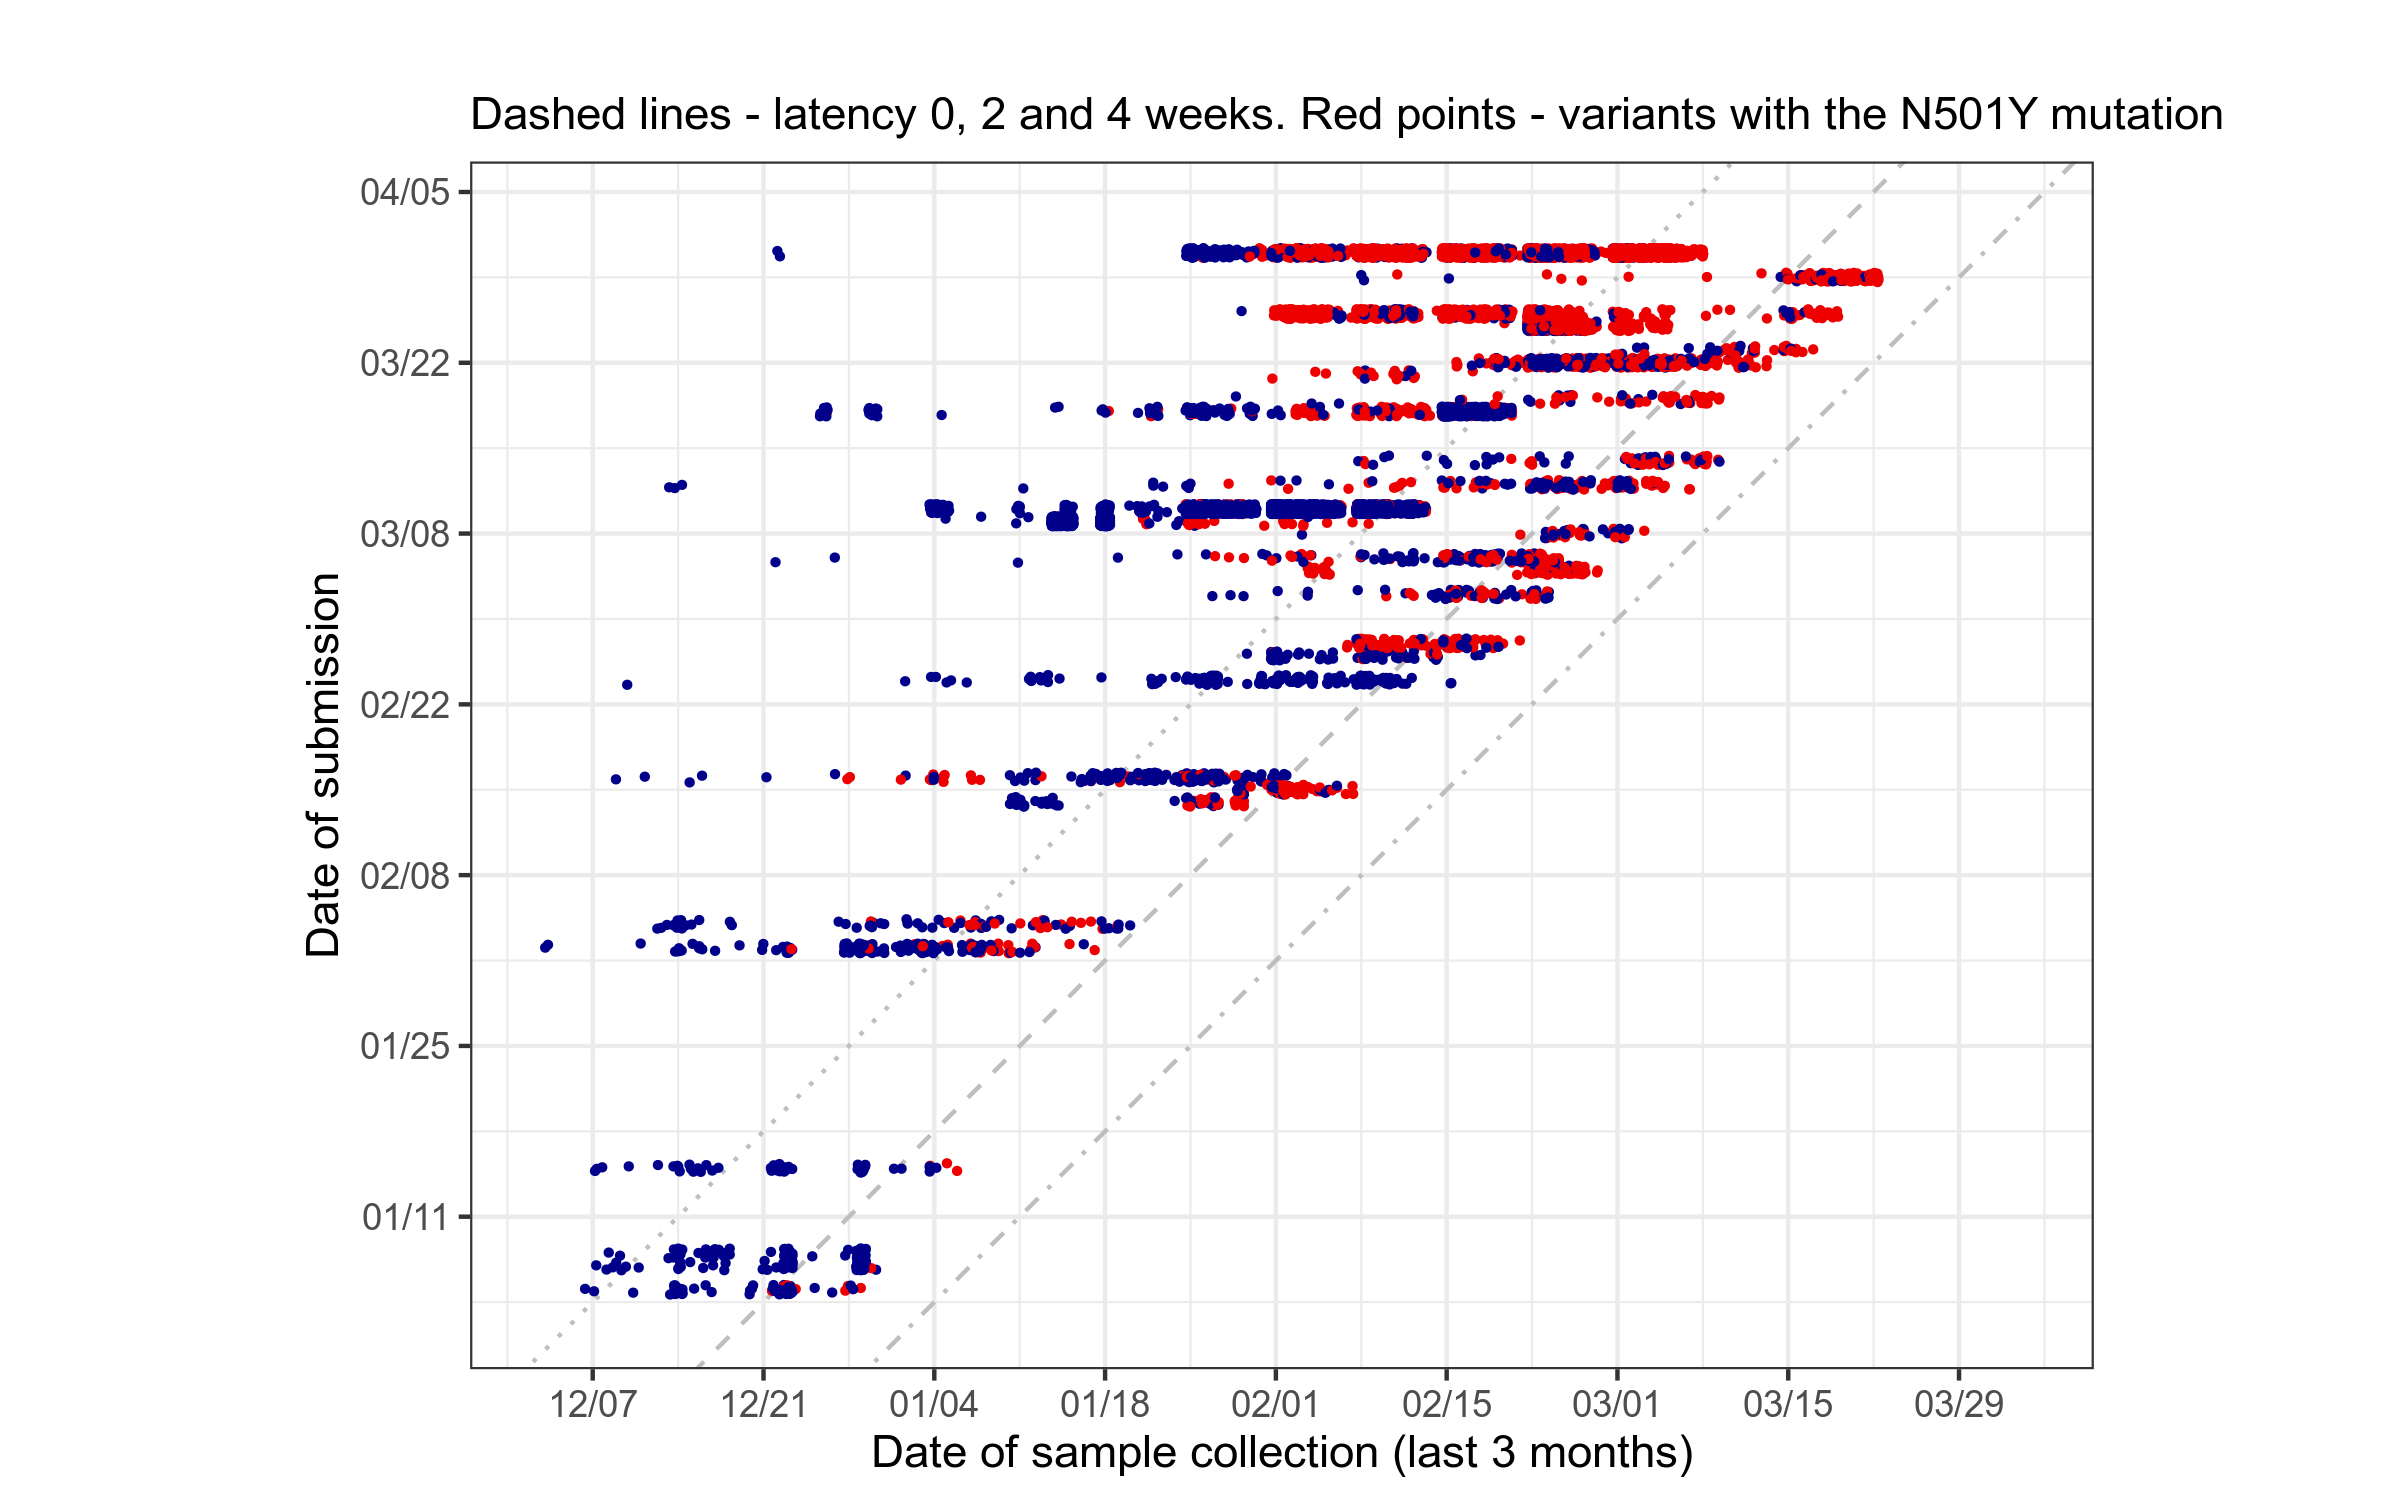 Dashed lines - latency 0, 2 and 4 weeks. Red points - variants with the N501Y mutation
04/05
03/22
03/08
02/22
02/08
01/25
01/11
Date of submission
12/07 12/21 01/04 01/18 02/01 02/15 03/01 03/15 03/29
Date of sample collection (last 3 months)